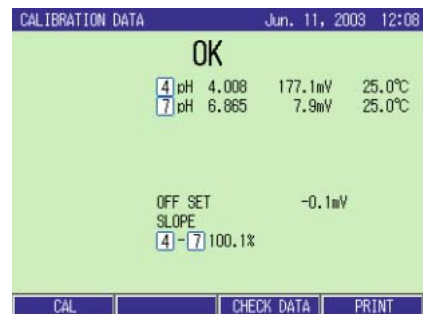 CALIBRATION DATA Jun. 11, 2003 12:08
OK
4 pH 4.008 177.1mV 25.0℃
7 pH 6.865 7.9mV 25.0℃
OFF SET -0.1mV
SLOPE
4-7 100.1%
CAL CHECK DATA PRINT